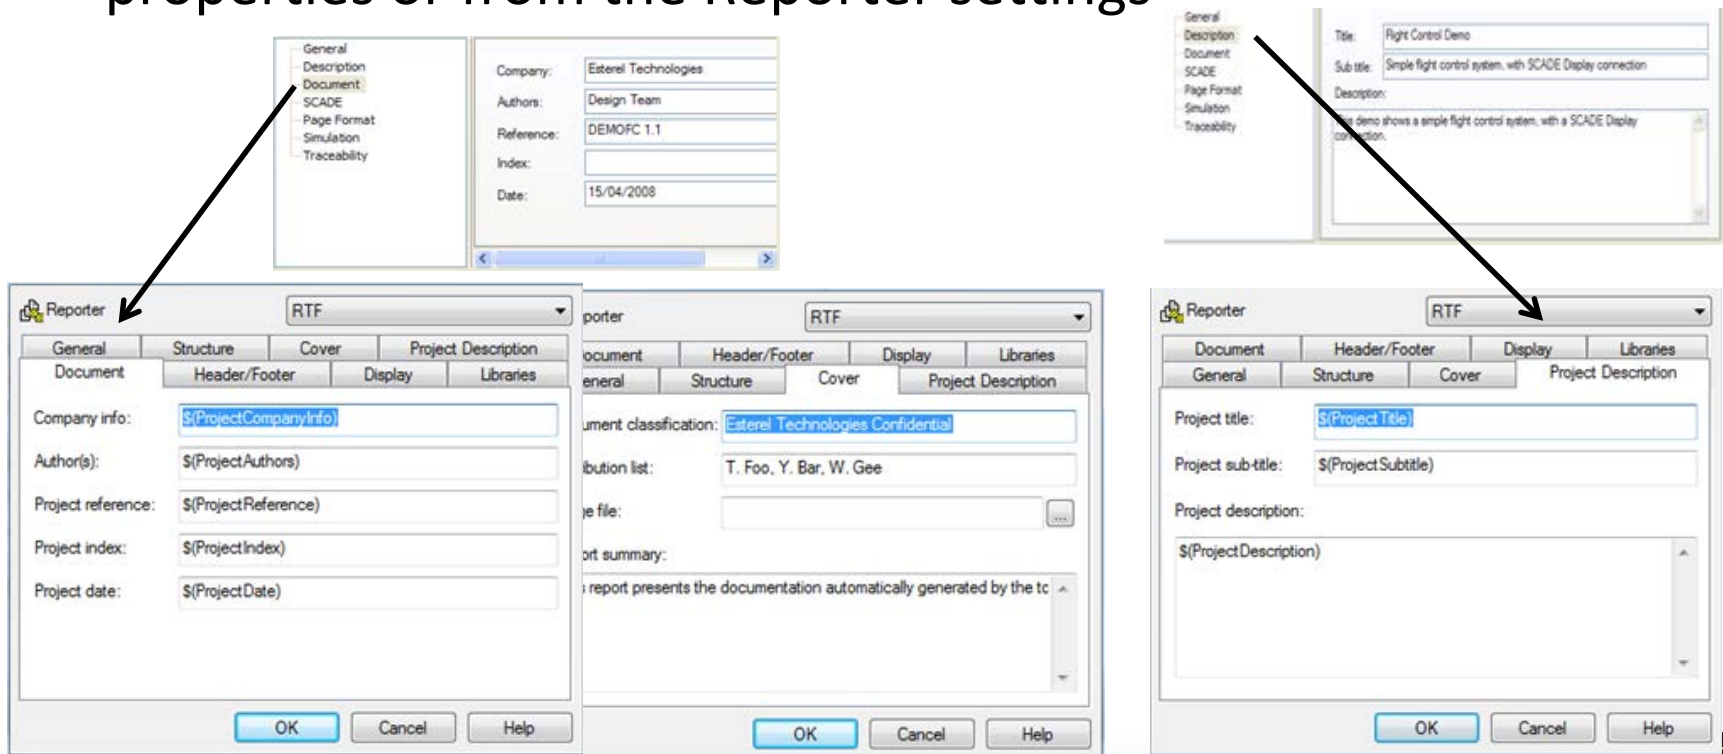 properties or from the Reporter settings
General
Description
Document
SCADE
Page Format
Simulation
Traceability
Company: Esterel Technologies
Authors: Design Team
Reference: DEMOFC 1.1
Index:
Date: 15/04/2008
General
Description
Document
SCADE
Page Format
Simulation
Traceability
Title: Flight Control Demo
Sub title: Simple flight control system, with SCADE Display connection
Description:
This demo shows a simple flight control system, with a SCADE Display
connection.
Reporter RTF
General Structure Cover Project Description
Document Header/Footer Display Libraries
Company info: $(ProjectCompanyInfo)
Author(s): $(ProjectAuthors)
Project reference: $(ProjectReference)
Project index: $(ProjectIndex)
Project date: $(ProjectDate)
OK Cancel Help
porter RTF
ocument Header/Footer Display Libraries
eneral Structure Cover Project Description
ument classification: Esterel Technologies Confidential
ibution list: T. Foo, Y. Bar, W. Gee
ge file: ...
ort summary:
s report presents the documentation automatically generated by the to
OK Cancel Help
Reporter RTF
Document Header/Footer Display Libraries
General Structure Cover Project Description
Project title: $(ProjectTitle)
Project sub-title: $(ProjectSubtitle)
Project description:
$(ProjectDescription)
OK Cancel Help